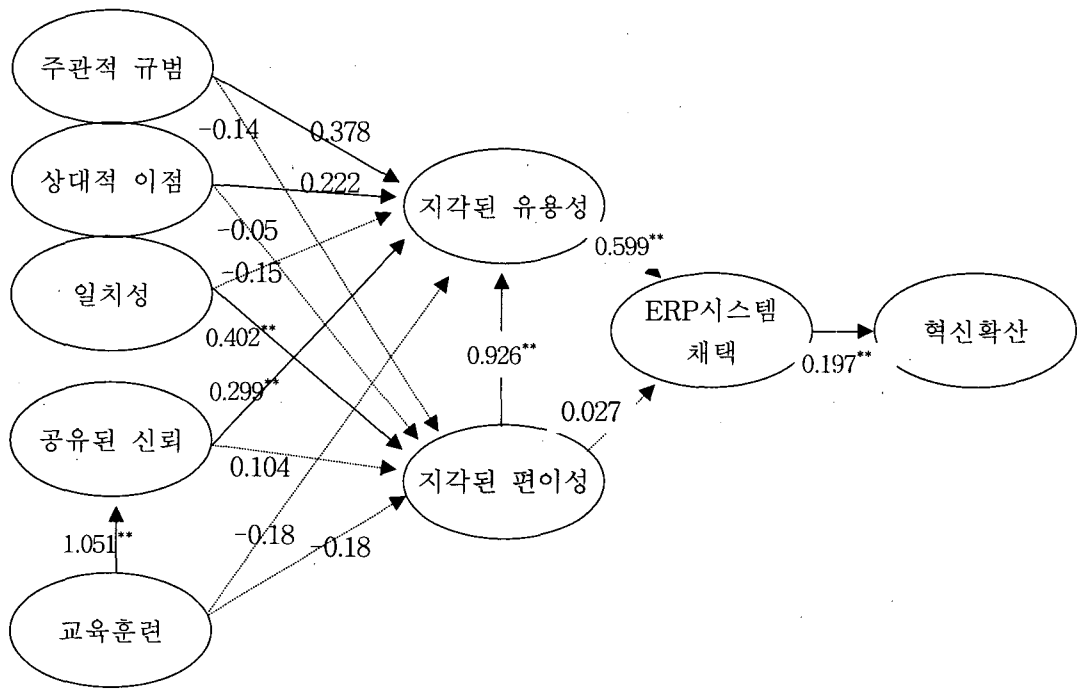 주관적 규범
-0.14
0.378
상대적 이점
0.222
지각된 유용성
-0.05
0.599**
-0.15
일치성
ERP시스템
채택
혁신확산
0.402**
0.926**
0.197**
0.299**
0.027
공유된 신뢰
0.104
지각된 편이성
1.051**
-0.18
-0.18
교육훈련